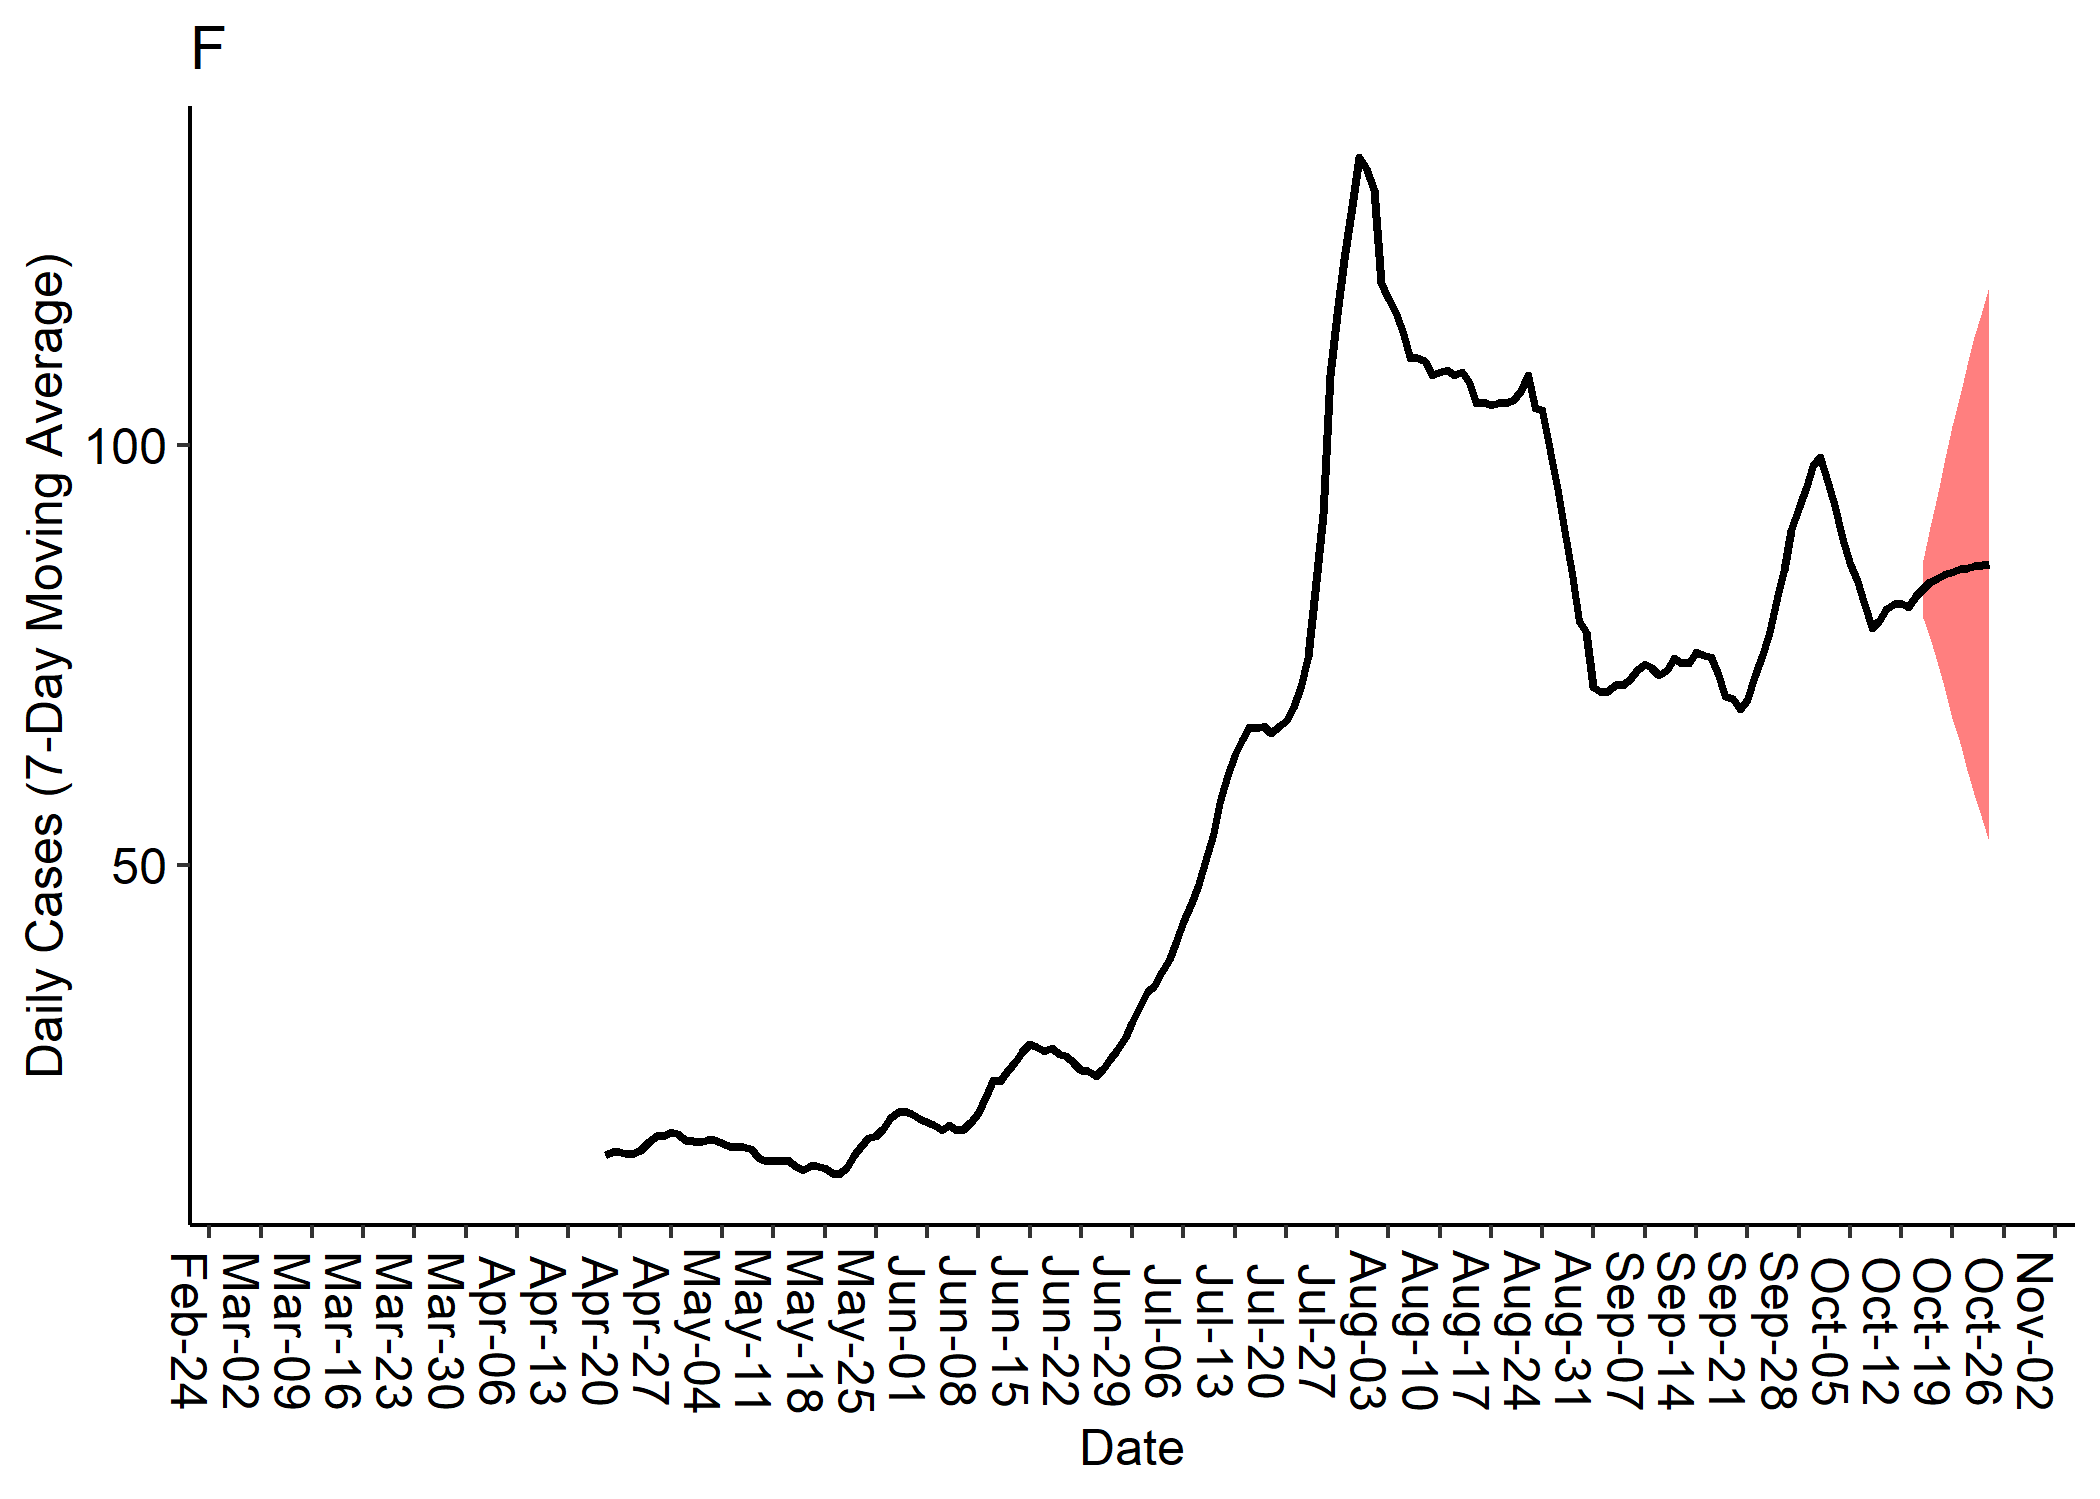 F
Daily Cases (7-Day Moving Average)
100
50
Feb-24
Mar-02
Mar-09
Mar-16
Mar-23
Mar-30
Apr-06
Apr-13
Apr-20
Apr-27
May-04
May-11
May-18
May-25
Jun-01
Jun-08
Jun-15
Jun-22
Jun-29
Jul-06
Jul-13
Jul-20
Jul-27
Aug-03
Aug-10
Aug-17
Aug-24
Aug-31
Sep-07
Sep-14
Sep-21
Sep-28
Oct-05
Oct-12
Oct-19
Oct-26
Nov-02
Date